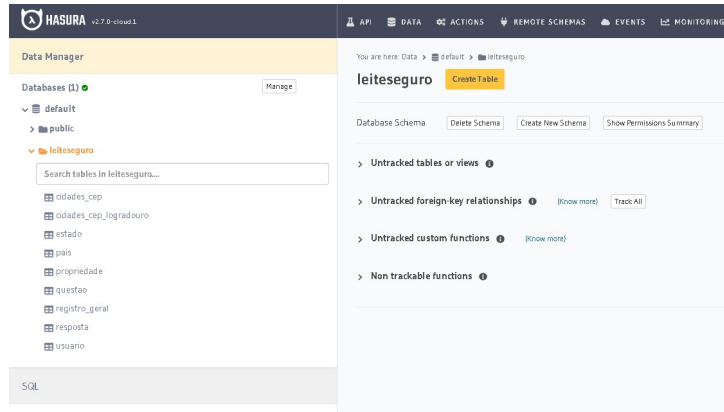 HASURA v2.7.0-cloud.1
API DATA ACTIONS REMOTE SCHEMAS EVENTS MONITORING
Data Manager
Databases (1)
Manage
default
public
leiteseguro
Search tables in leiteseguro...
cidades_cep
cidades_cep_logradouro
estado
pais
propriedade
questao
registro_geral
resposta
usuario
SQL
You are here: Data > default > leiteseguro
leiteseguro
Create Table
Database Schema Delete Schema Create New Schema Show Permissions Summary
Untracked tables or views
Untracked foreign-key relationships (Know more) Track All
Untracked custom functions (Know more)
Non trackable functions